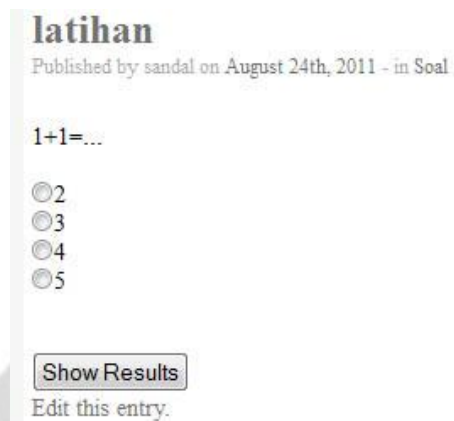 latihan
Published by sandal on August 24th, 2011 - in Soal
1+1=...
2
3
4
5
Show Results
Edit this entry.